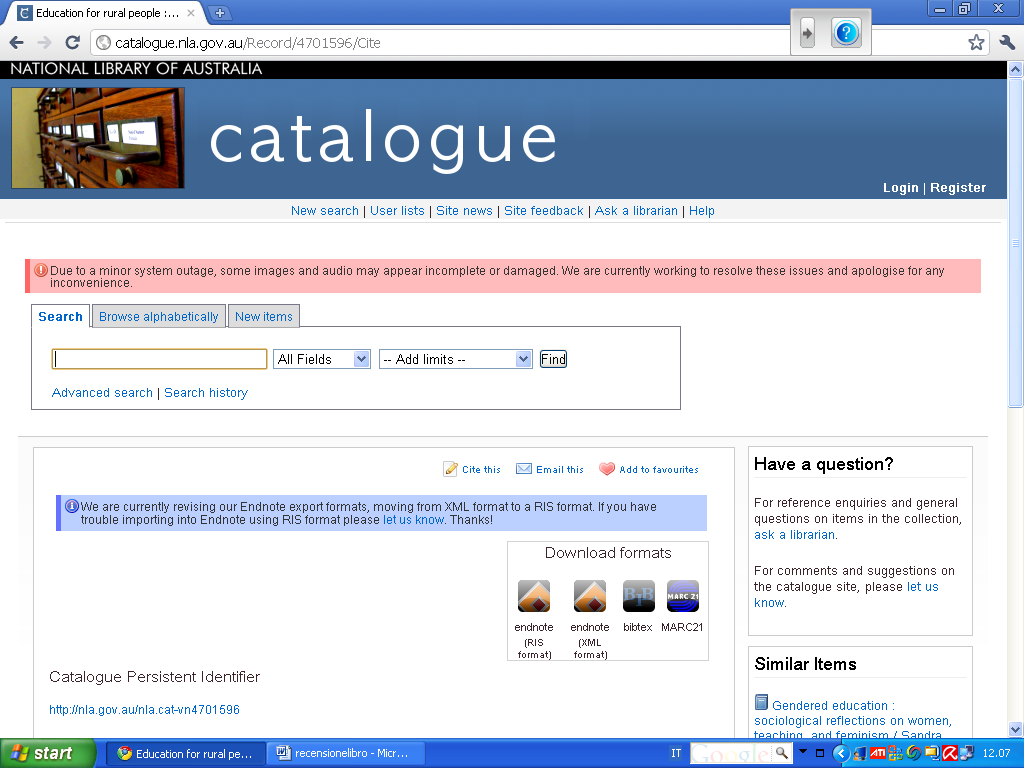 Education for rural people :...
catalogue.nla.gov.au/Record/4701596/Cite
NATIONAL LIBRARY OF AUSTRALIA
catalogue
Login | Register
New search | User lists | Site news | Site feedback | Ask a librarian | Help
Due to a minor system outage, some images and audio may appear incomplete or damaged. We are currently working to resolve these issues and apologise for any
inconvenience.
Search Browse alphabetically New items
All Fields -- Add limits -- Find
Advanced search | Search history
Cite this Email this Add to favourites
We are currently revising our Endnote export formats, moving from XML format to a RIS format. If you have
trouble importing into Endnote using RIS format please let us know. Thanks!
Download formats
BIB MARC 21
endnote endnote bibtex MARC21
(RIS (XML
format) format)
Catalogue Persistent Identifier
http://nla.gov.au/nla.cat-vn4701596
Have a question?
For reference enquiries and general
questions on items in the collection,
ask a librarian.
For comments and suggestions on
the catalogue site, please let us
know.
Similar Items
Gendered education :
sociological reflections on women,
teaching, and feminism / Sandra
start Education for rural pe... recensionelibro - Micr... IT Google 12.07